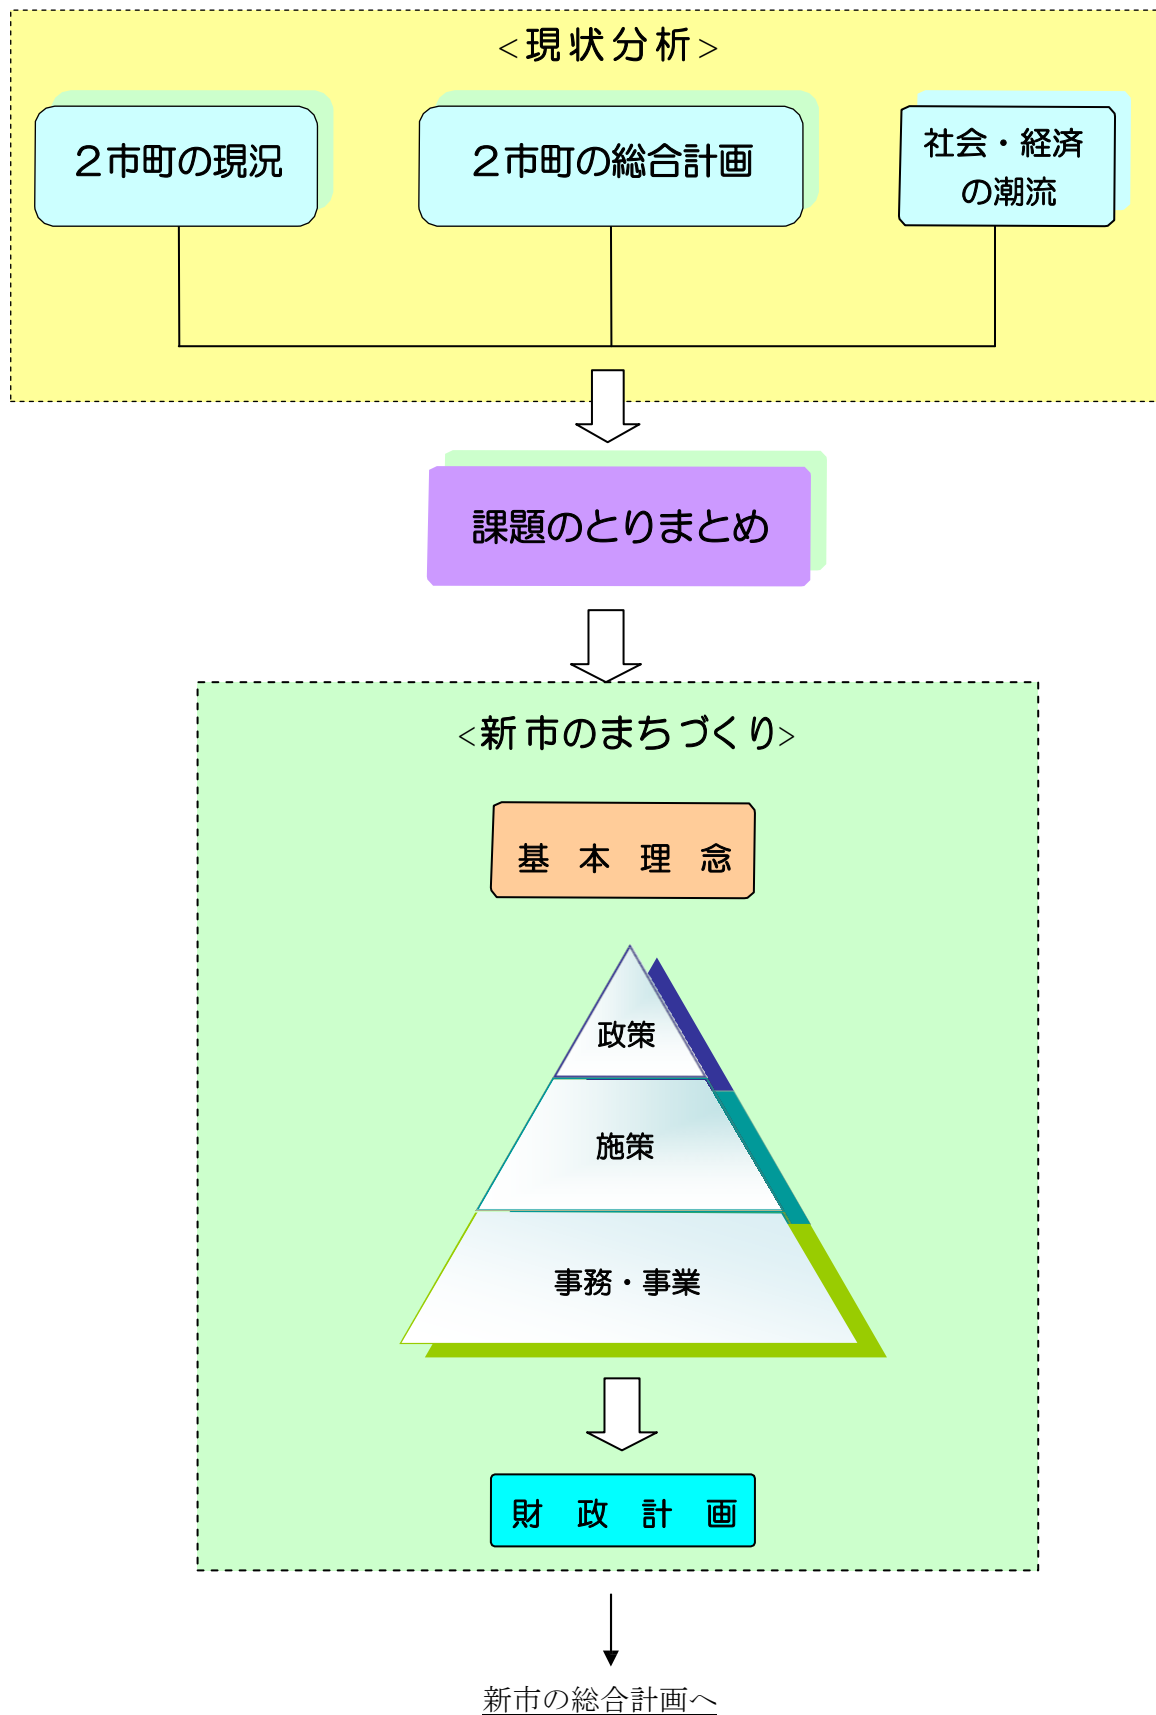 <現状分析>
２市町の現況
２市町の総合計画
社会・経済
の潮流
課題のとりまとめ
<新市のまちづくり>
基　本　理　念
政策
施策
事務・事業
財　政　計　画
新市の総合計画へ